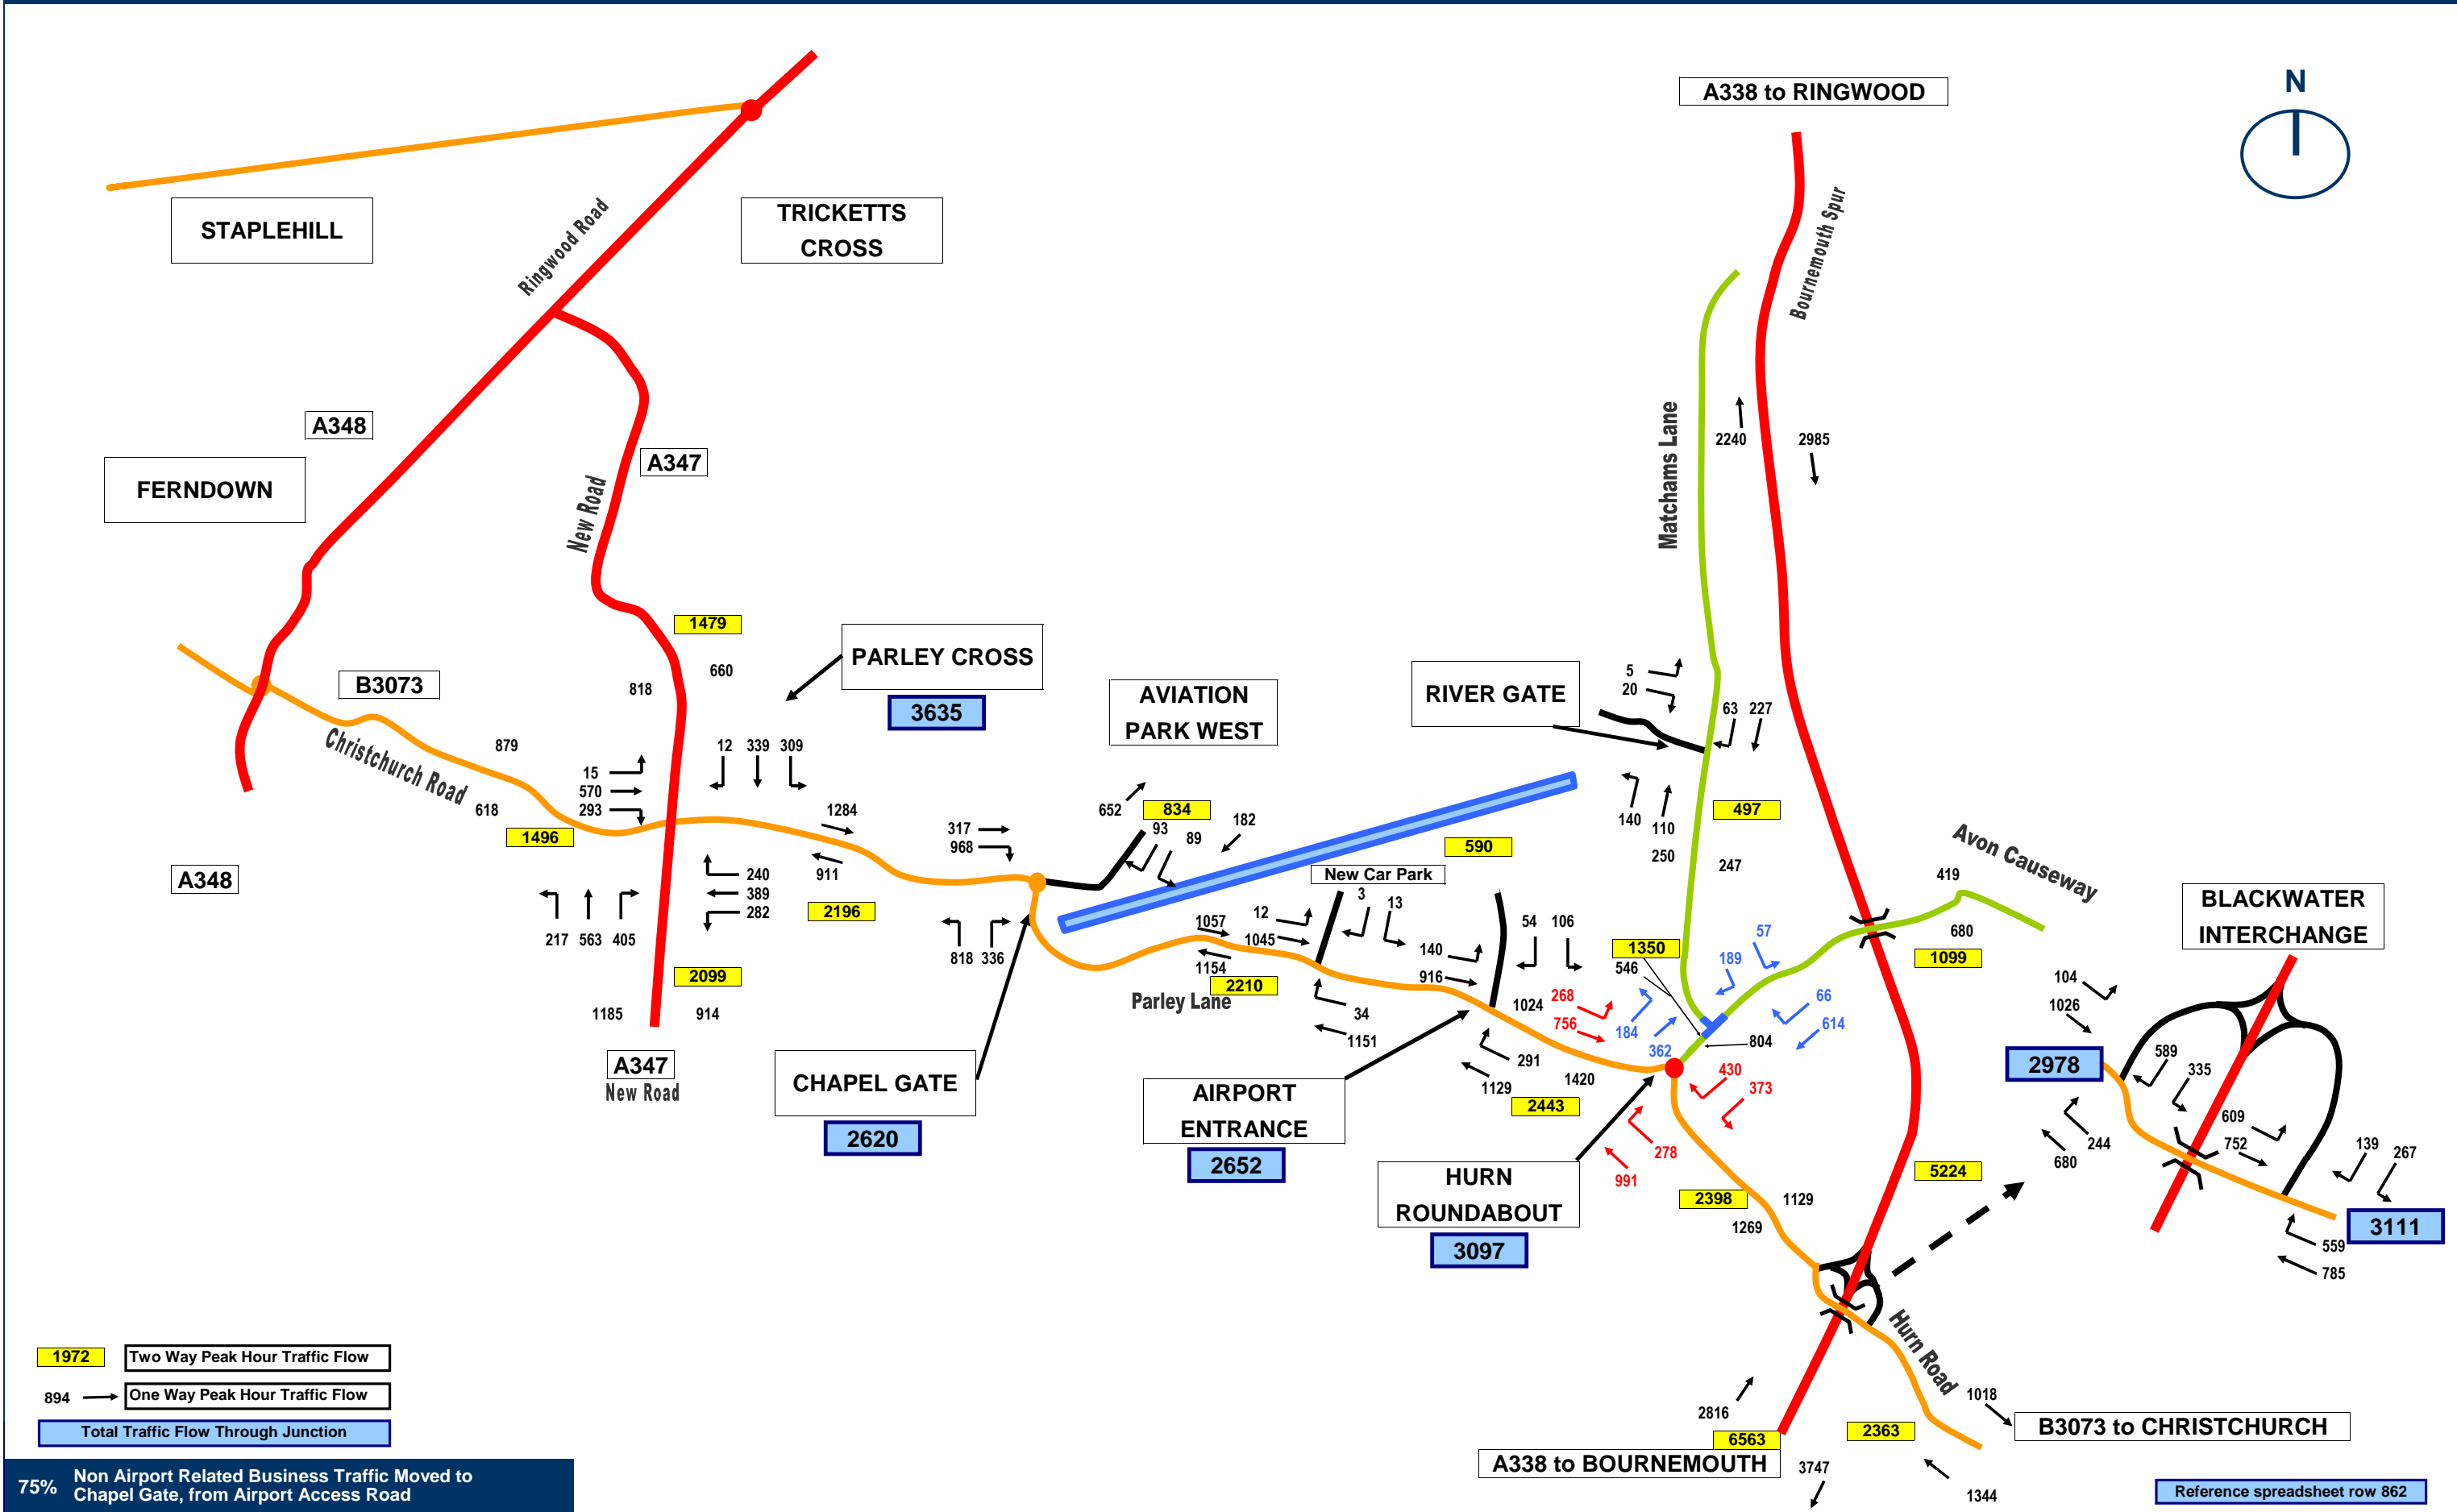 A338 to RINGWOOD
N
STAPLEHILL
TRICKETTS
CROSS
Ringwood Road
Bournemouth Spur
A348
A347
FERNDOWN
New Road
Matchams Lane
2240
2985
1479
660
818
PARLEY CROSS
3635
B3073
Christchurch Road
879
618
1496
15
570
293
12 339 309
1284
911
AVIATION
PARK WEST
RIVER GATE
5
20
63 227
140
110
250
247
497
652
834
93
89
182
317
968
590
New Car Park
3
13
A348
240
389
282
2196
217 563 405
2099
1185
914
A347
New Road
818 336
1057
1045
12
1154
2210
Parley Lane
34
1151
140
916
54 106
1024
291
1129
1420
2443
1350
546
268
756
184
362
189
57
66
614
804
430
373
278
991
419
Avon Causeway
680
1099
BLACKWATER
INTERCHANGE
104
1026
2978
589
335
609
752
244
680
139 267
559
785
3111
CHAPEL GATE
2620
AIRPORT
ENTRANCE
2652
HURN
ROUNDABOUT
3097
2398
1129
1269
5224
Hurn Road
1018
B3073 to CHRISTCHURCH
2816
6563
2363
A338 to BOURNEMOUTH
3747
1344
1972 Two Way Peak Hour Traffic Flow
894 One Way Peak Hour Traffic Flow
Total Traffic Flow Through Junction
75% Non Airport Related Business Traffic Moved to
Chapel Gate, from Airport Access Road
Reference spreadsheet row 862